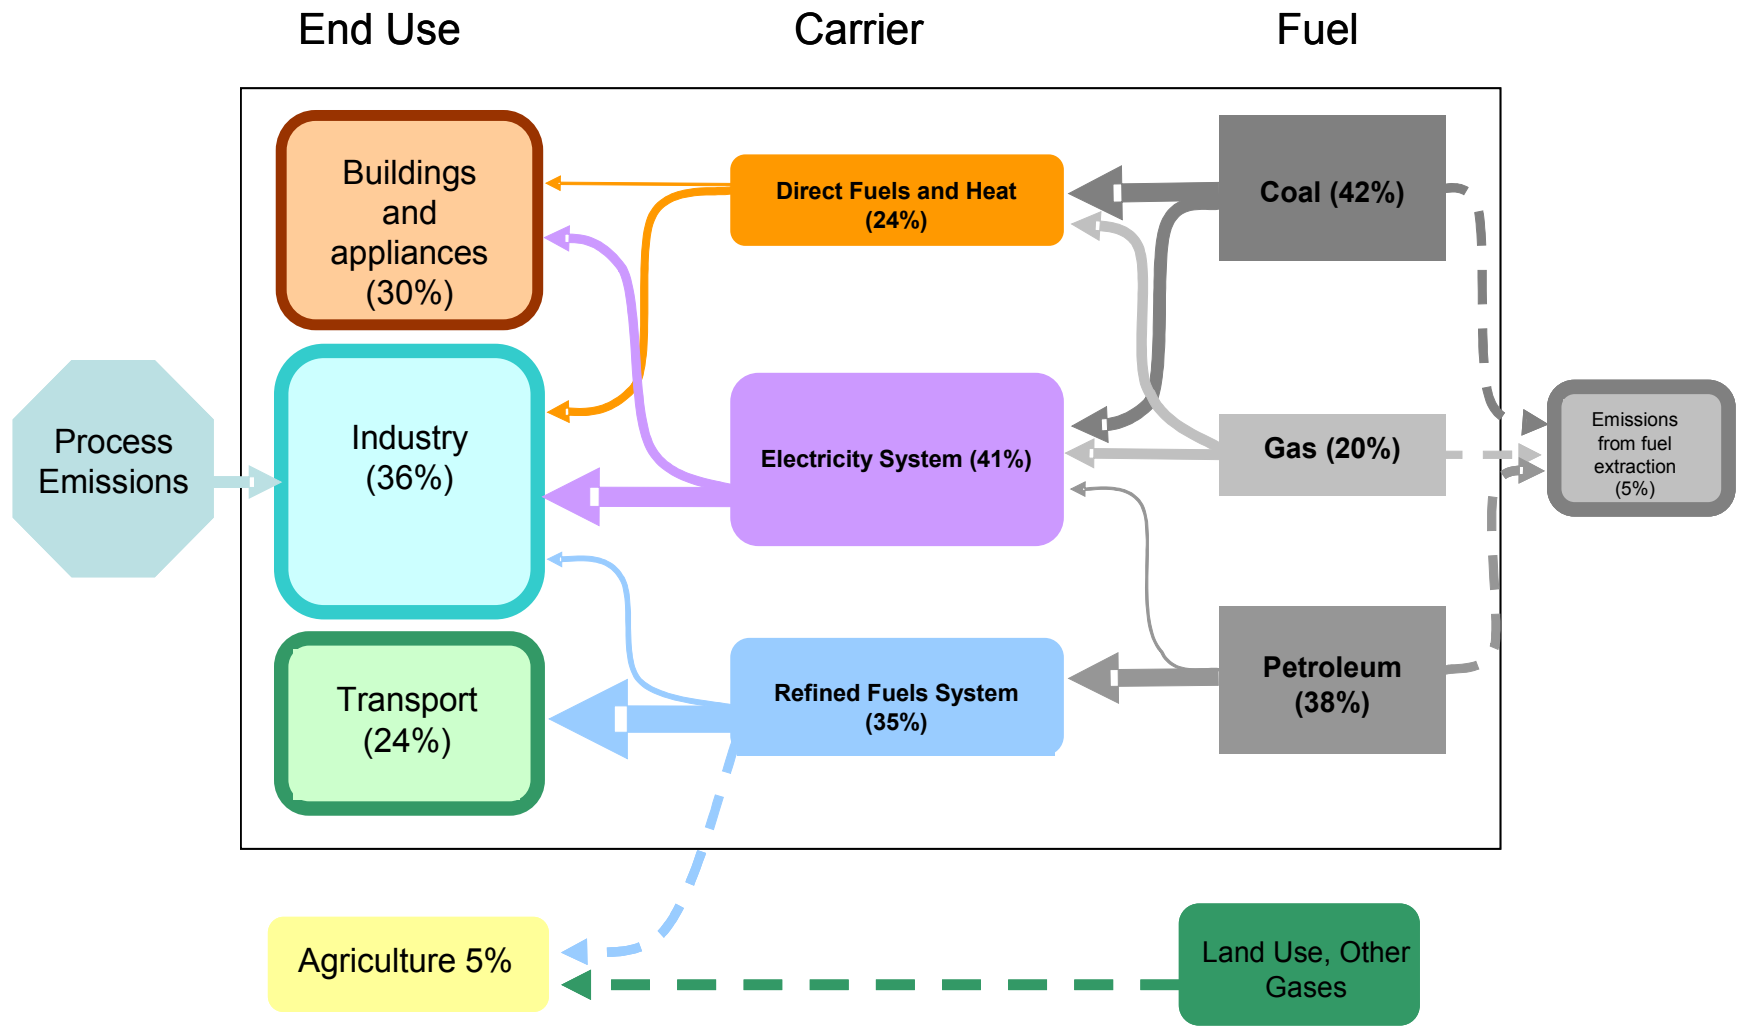 End Use
Carrier
Fuel
Buildings
and
appliances
(30%)
Direct Fuels and Heat
(24%)
Coal (42%)
Process
Emissions
Industry
(36%)
Electricity System (41%)
Gas (20%)
Emissions
from fuel
extraction
(5%)
Transport
(24%)
Refined Fuels System
(35%)
Petroleum
(38%)
Agriculture 5%
Land Use, Other
Gases